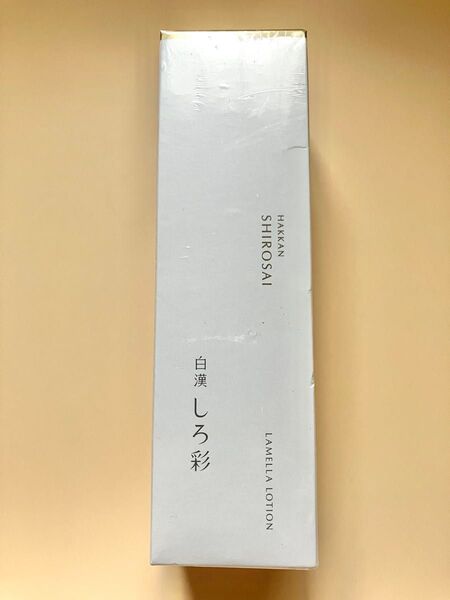 HAKKAN
SHIROSAI
白漢
しろ彩
LAMELLA LOTION